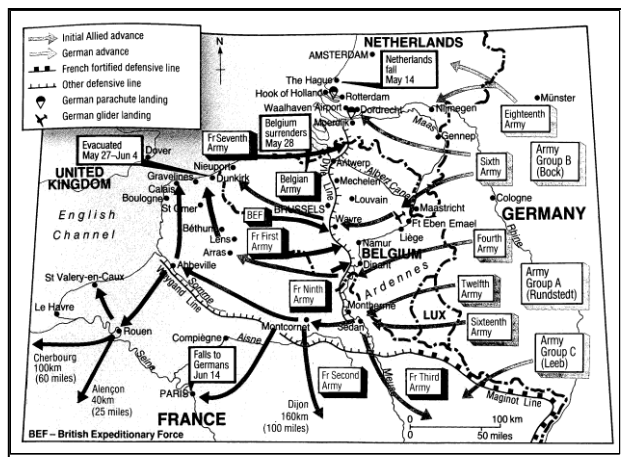 Initial Allied advance
German advance
French fortified defensive line
Other defensive line
German parachute landing
German glider landing
N
NETHERLANDS
AMSTERDAM
Netherlands
fall
May 14
The Hague
Hook of Holland
Rotterdam
Waalhaven Airport
Dordrecht
Moerdijk
Nijmegen
Münster
Maas
Gennep
Eighteenth
Army
Army
Group B
(Bock)
Belgium
surrenders
May 28
Fr Seventh
Army
Evacuated
May 27–Jun 4
Dover
UNITED
KINGDOM
Nieuport
Gravelines
Dunkirk
Calais
Boulogne
St Omer
English
Channel
Antwerp
Albert Canal
Dyle Line
Mechelen
Belgian
Army
Louvain
Sixth
Army
Maastricht
Cologne
GERMANY
BRUSSELS
BEF
Wavre
Ft Eben Emael
Liège
Rhine
Béthune
Lens
Arras
Fr First
Army
Namur
BELGIUM
Dinant
Fourth
Army
Ardennes
Army
Group A
(Rundstedt)
St Valery-en-Caux
Abbeville
Somme
Weygand Line
Fr Ninth
Army
Montherme
Twelfth
Army
LUX
Le Havre
Rouen
Montcornet
Sedan
Sixteenth
Army
Army
Group C
(Leeb)
Compiègne
Aisne
Cherbourg
100km
(60 miles)
Seine
Falls to
Germans
Jun 14
PARIS
Fr Second
Army
Meuse
Fr Third
Army
Maginot Line
Alençon
40km
(25 miles)
FRANCE
Dijon
160km
(100 miles)
0 100 km
0 50 miles
BEF – British Expeditionary Force